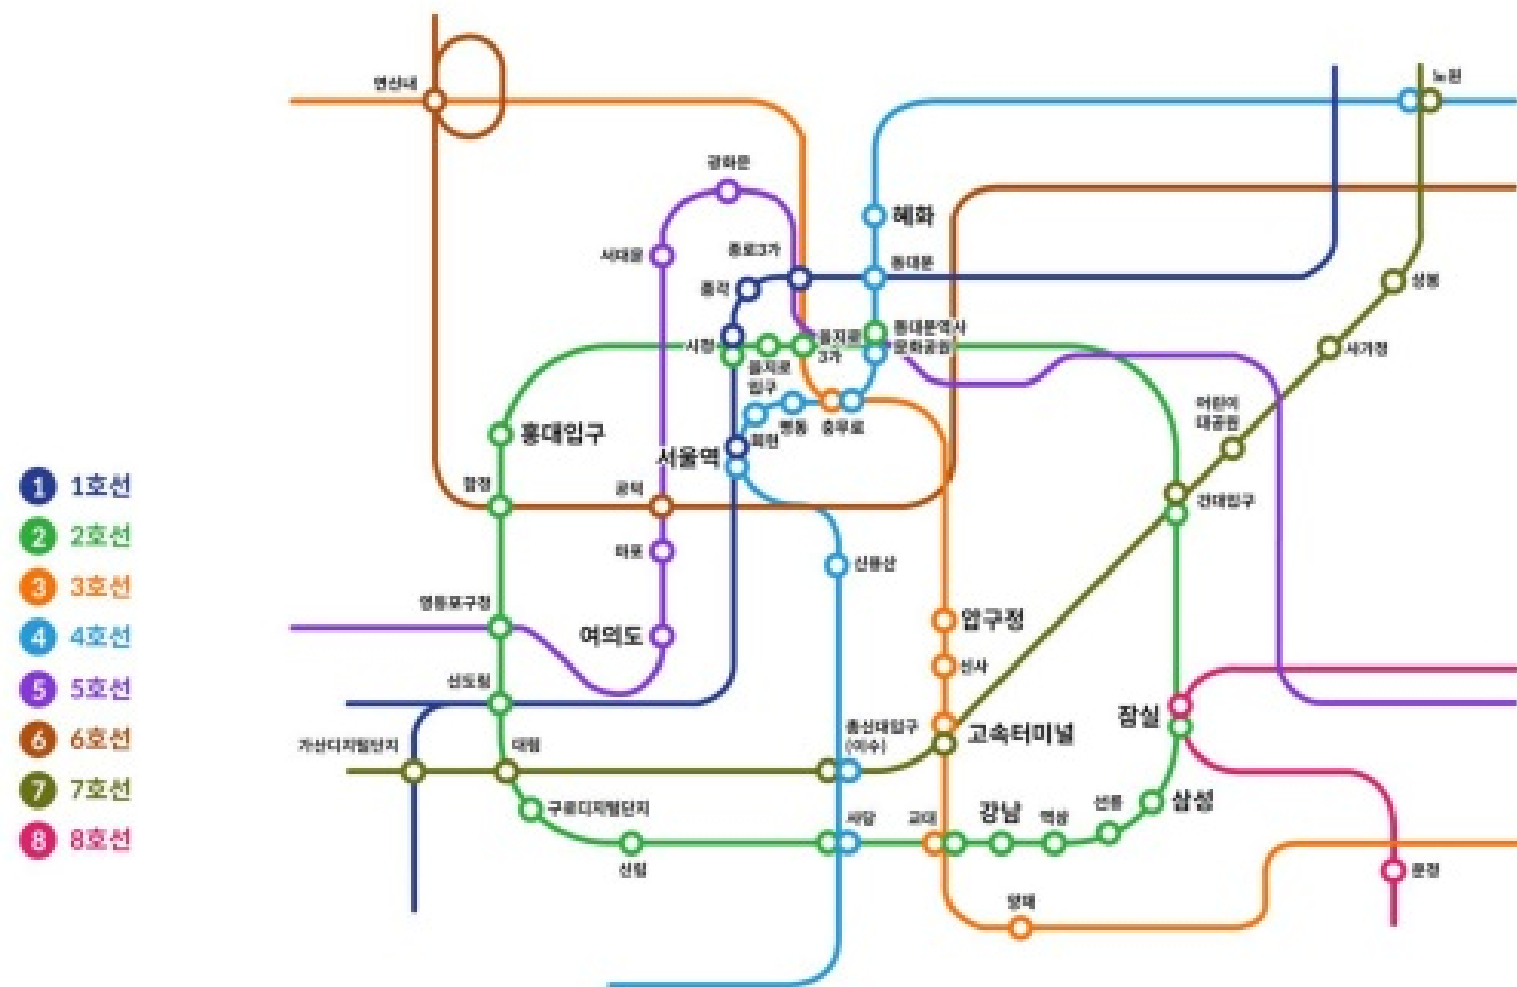 연신내
노원
광화문
혜화
서대문
종로3가
동대문
종각
상봉
시청
을지로
3가
동대문역사
문화공원
사가정
을지로
입구
어린이
대공원
명동
충무로
회현
홍대입구
서울역
합정
공덕
건대입구
1 1호선
2 2호선
3 3호선
4 4호선
5 5호선
6 6호선
7 7호선
8 8호선
마포
신용산
영등포구청
여의도
압구정
신사
신도림
잠실
가산디지털단지
대림
총신대입구
(이수)
고속터미널
구로디지털단지
사당
교대
강남
역삼
선릉
삼성
신림
문정
양재